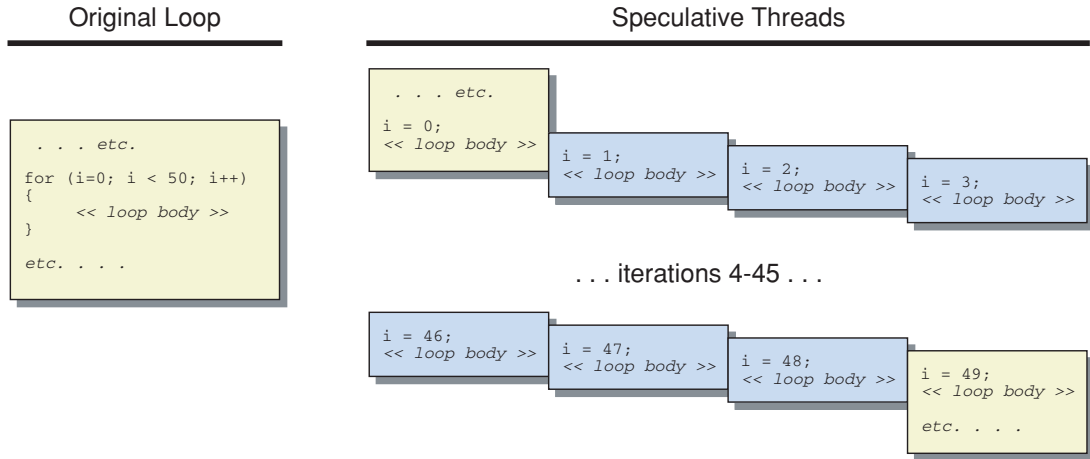 Original Loop
. . . etc.
for (i=0; i < 50; i++)
{
<< loop body >>
}
etc. . . .
Speculative Threads
. . . etc.
i = 0;
<< loop body >>
i = 1;
<< loop body >>
i = 2;
<< loop body >>
i = 3;
<< loop body >>
. . . iterations 4-45 . . .
i = 46;
<< loop body >>
i = 47;
<< loop body >>
i = 48;
<< loop body >>
i = 49;
<< loop body >>
etc. . . .